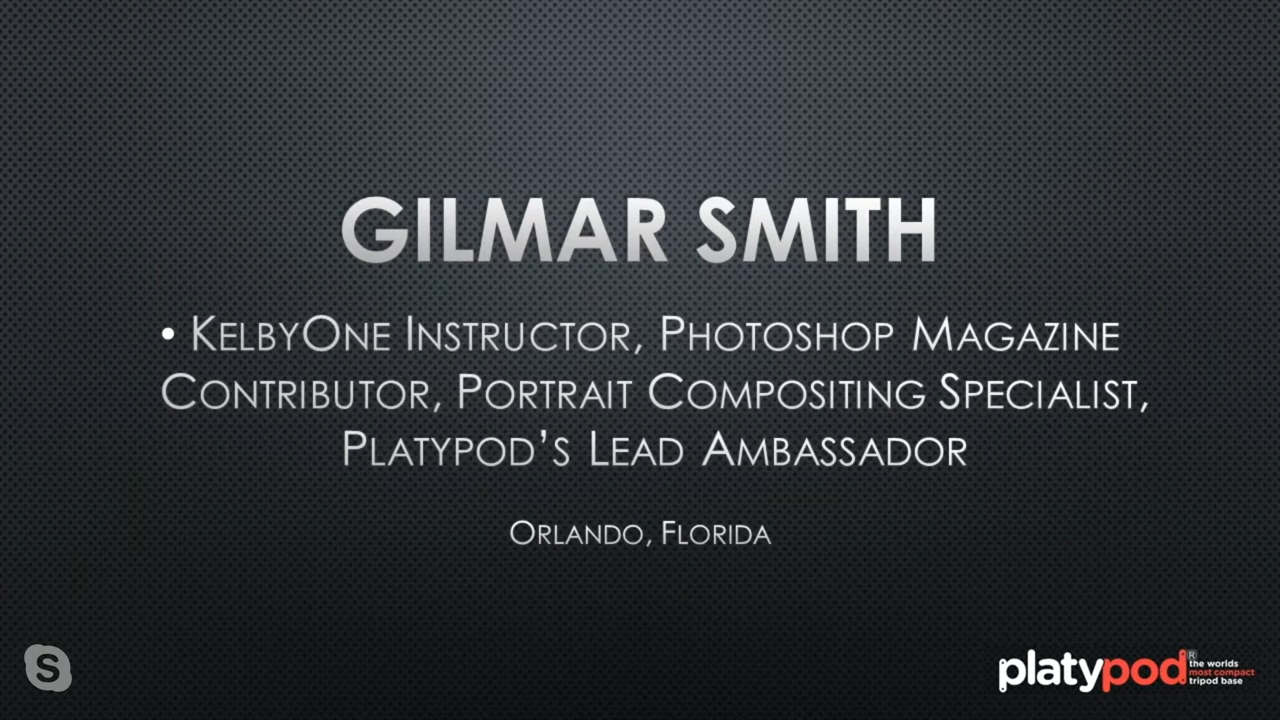 GILMAR SMITH
• KELBYONE INSTRUCTOR, PHOTOSHOP MAGAZINE
CONTRIBUTOR, PORTRAIT COMPOSITING SPECIALIST,
PLATYPOD'S LEAD AMBASSADOR
ORLANDO, FLORIDA
S
platypod® the worlds
most compact
tripod base